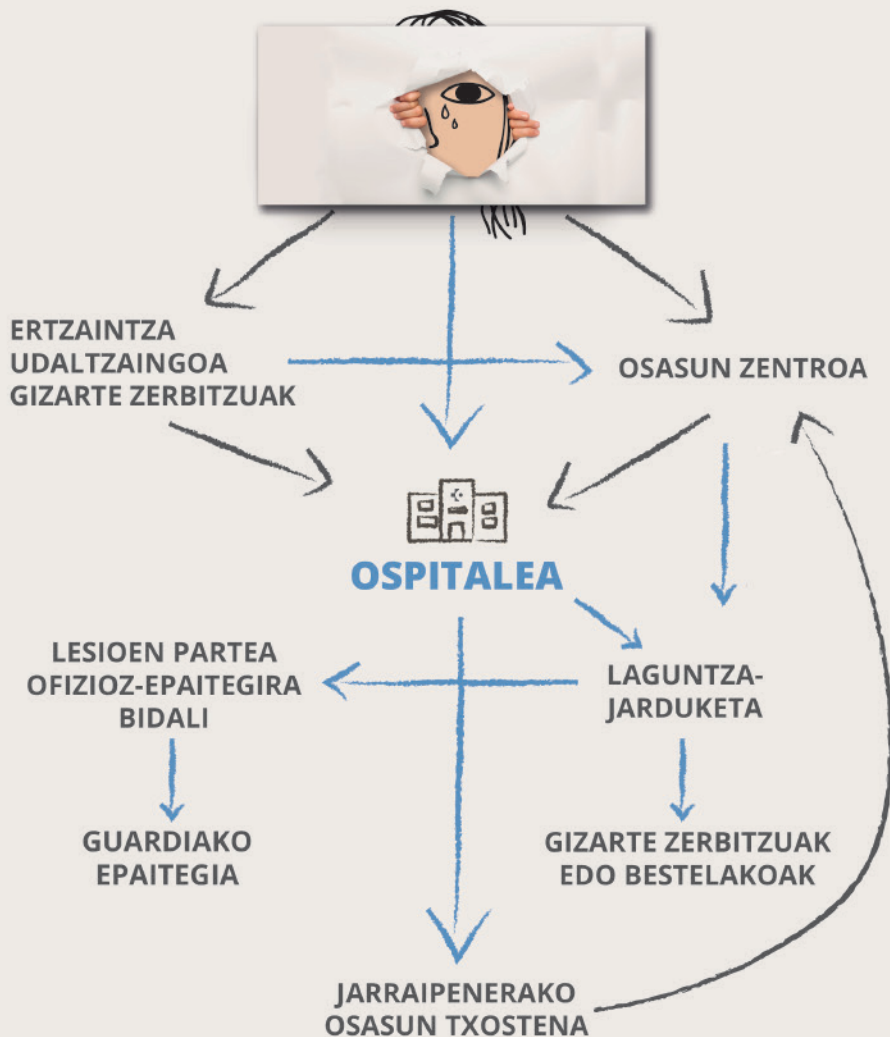 ERTZAINTZA
UDALTZAINGOA
GIZARTE ZERBITZUAK
OSASUN ZENTROA
OSPITALEA
LESIOEN PARTEA
OFIZIOZ-EPAITEGIRA
BIDALI
LAGUNTZA-
JARDUKETA
GUARDIAKO
EPAITEGIA
GIZARTE ZERBITZUAK
EDO BESTELAKOAK
JARRAIPENERAKO
OSASUN TXOSTENA